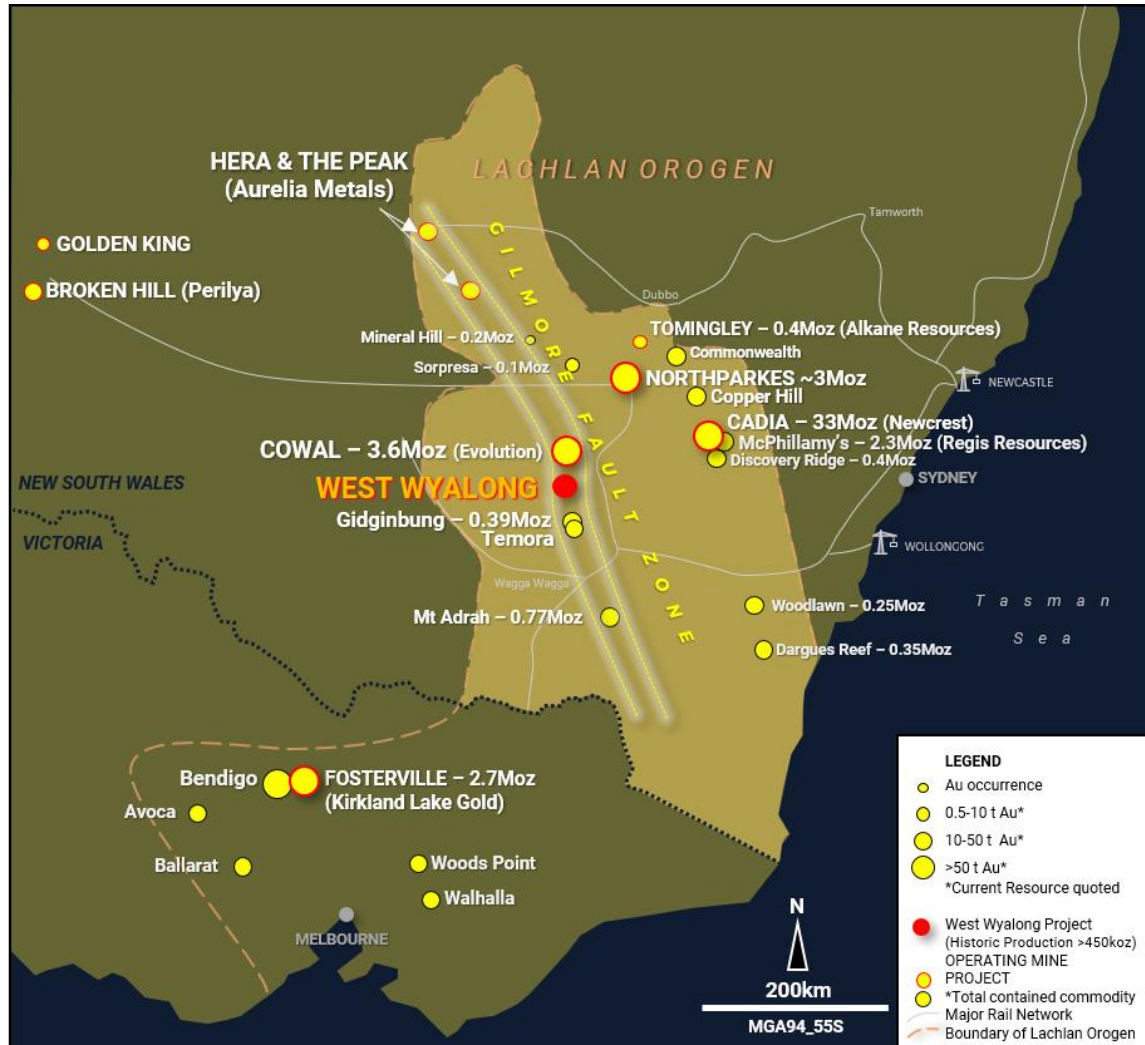 LACHLAN OROGEN
HERA & THE PEAK
(Aurelia Metals)
Tamworth
GOLDEN KING
BROKEN HILL (Perilya)
GILMORE FAULT ZONE
Dubbo
Mineral Hill – 0.2Moz
TOMINGLEY – 0.4Moz (Alkane Resources)
Commonwealth
Sorpresa – 0.1Moz
NORTHPARKES ~3Moz
NEWCASTLE
Copper Hill
CADIA – 33Moz (Newcrest)
McPhillamy's – 2.3Moz (Regis Resources)
COWAL – 3.6Moz (Evolution)
Discovery Ridge – 0.4Moz
NEW SOUTH WALES
WEST WYALONG
SYDNEY
Gidginbung – 0.39Moz
VICTORIA
Temora
WOLLONGONG
Wagga Wagga
Woodlawn – 0.25Moz
Tasman
Sea
Mt Adrah – 0.77Moz
Dargues Reef – 0.35Moz
Bendigo
FOSTERVILLE – 2.7Moz
(Kirkland Lake Gold)
Avoca
Ballarat
Woods Point
Walhalla
MELBOURNE
N
200km
MGA94_55S
LEGEND
Au occurrence
0.5-10 t Au*
10-50 t Au*
>50 t Au*
*Current Resource quoted
West Wyalong Project
(Historic Production >450koz)
OPERATING MINE
PROJECT
*Total contained commodity
Major Rail Network
Boundary of Lachlan Orogen